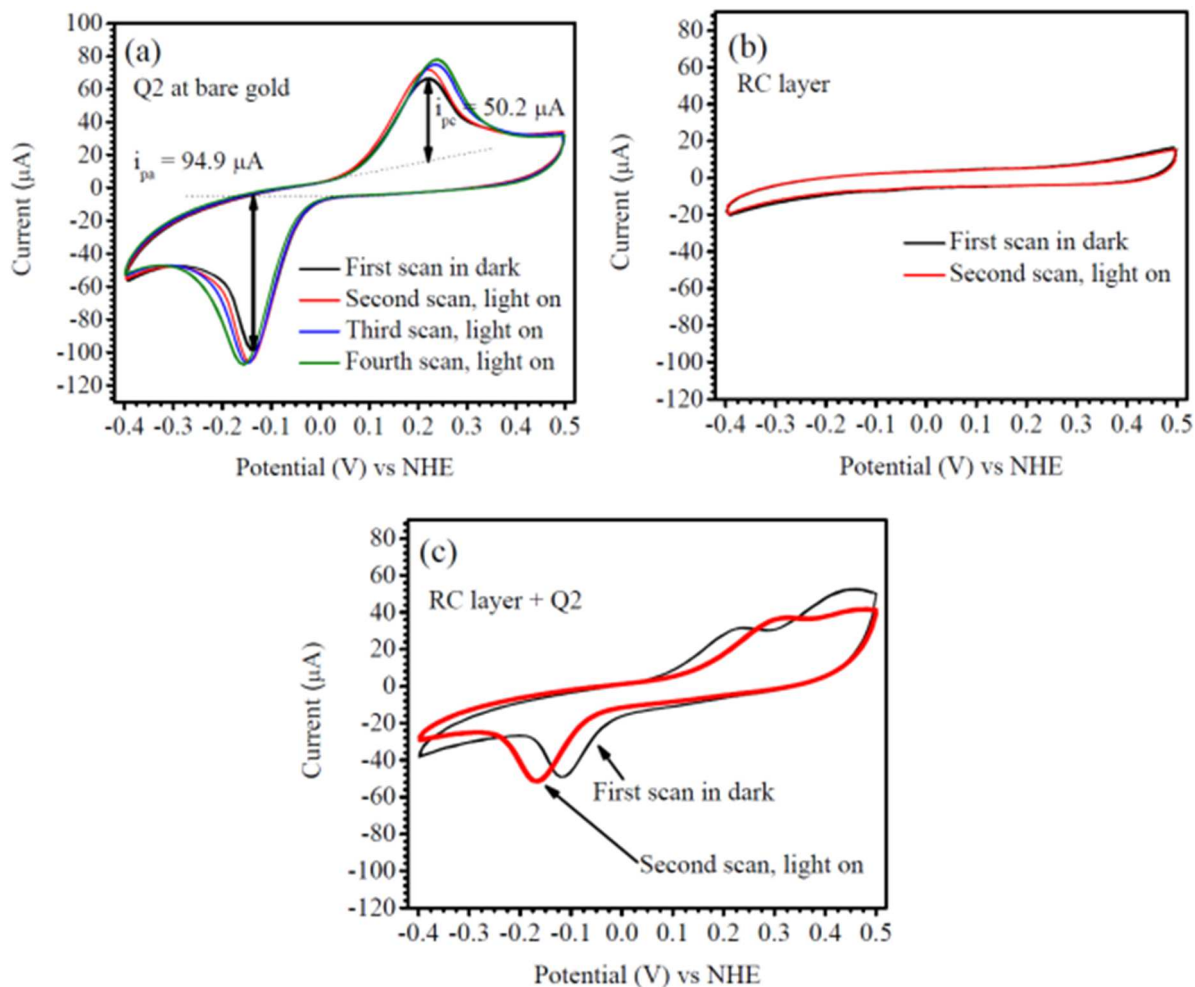 (a)
Q2 at bare gold
i_pc = 50.2 μA
i_pa = 94.9 μA
First scan in dark
Second scan, light on
Third scan, light on
Fourth scan, light on
100
80
60
40
20
0
-20
-40
-60
-80
-100
-120
Current (μA)
-0.4 -0.3 -0.2 -0.1 0.0 0.1 0.2 0.3 0.4 0.5
Potential (V) vs NHE
(b)
RC layer
First scan in dark
Second scan, light on
80
60
40
20
0
-20
-40
-60
-80
-100
-120
Current (μA)
-0.4 -0.3 -0.2 -0.1 0.0 0.1 0.2 0.3 0.4 0.5
Potential (V) vs NHE
(c)
RC layer + Q2
First scan in dark
Second scan, light on
80
60
40
20
0
-20
-40
-60
-80
-100
-120
Current (μA)
-0.4 -0.3 -0.2 -0.1 0.0 0.1 0.2 0.3 0.4 0.5
Potential (V) vs NHE